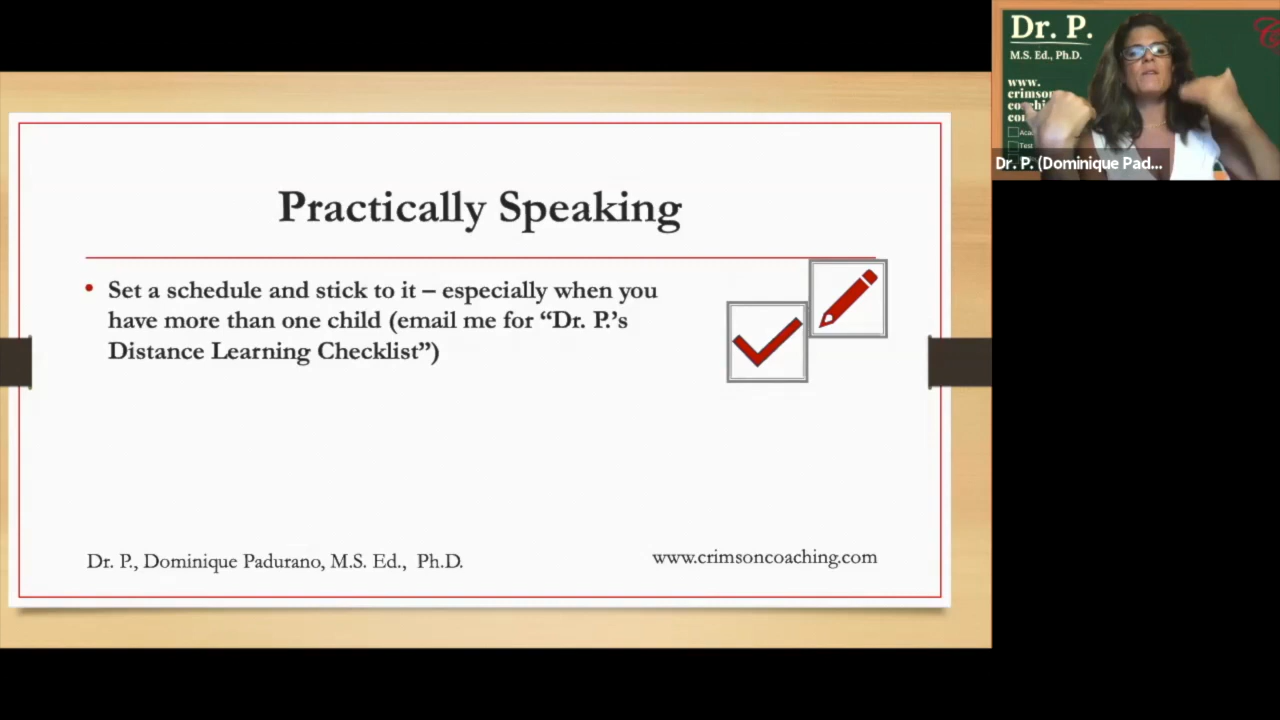 Practically Speaking
• Set a schedule and stick to it – especially when you
have more than one child (email me for “Dr. P.’s
Distance Learning Checklist”)
Dr. P., Dominique Padurano, M.S. Ed., Ph.D.
www.crimsoncoaching.com
Dr. P.
M.S. Ed., Ph.D.
www.
Dr. P. (Dominique Pad...